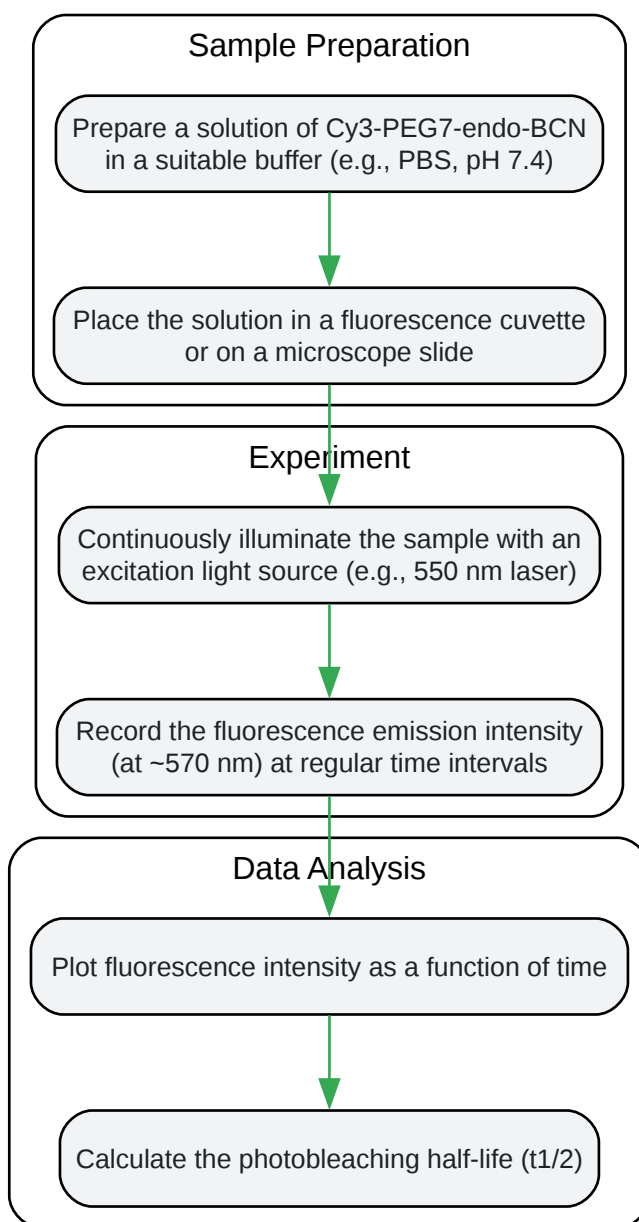 Sample Preparation
Prepare a solution of Cy3-PEG7-endo-BCN
in a suitable buffer (e.g., PBS, pH 7.4)
Place the solution in a fluorescence cuvette
or on a microscope slide
Experiment
Continuously illuminate the sample with an
excitation light source (e.g., 550 nm laser)
Record the fluorescence emission intensity
(at ~570 nm) at regular time intervals
Data Analysis
Plot fluorescence intensity as a function of time
Calculate the photobleaching half-life (t1/2)